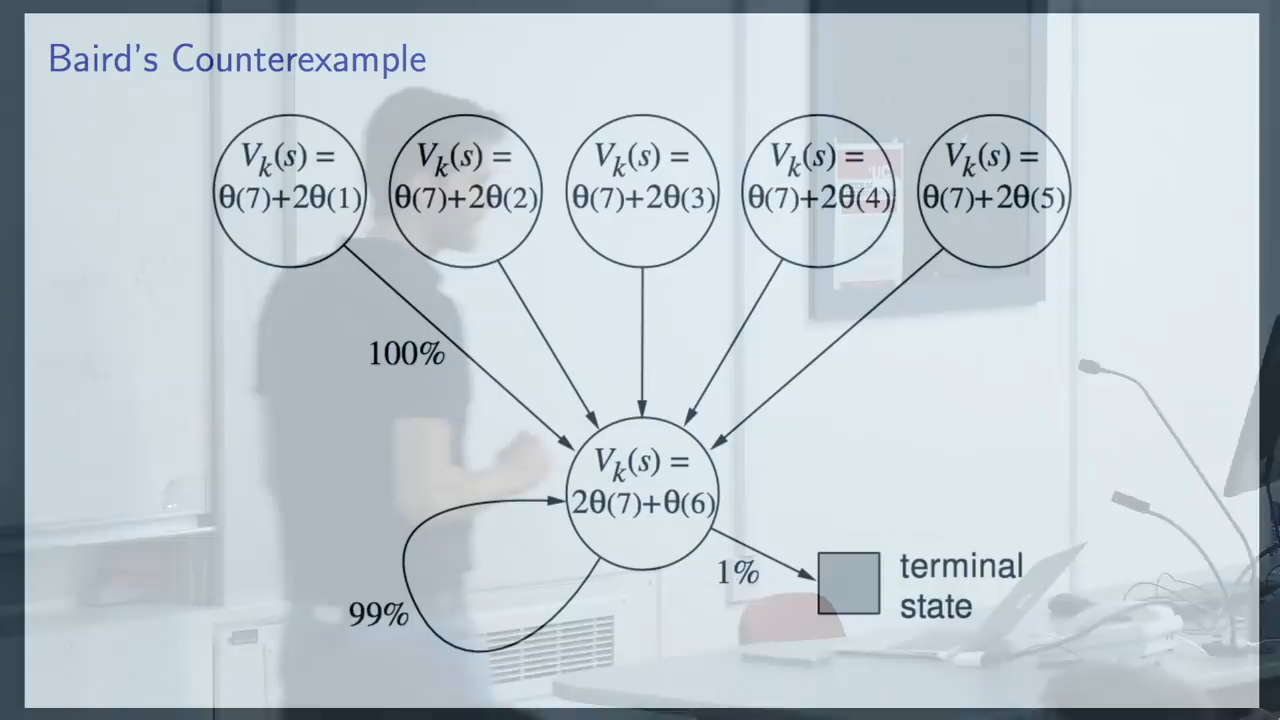 Baird's Counterexample
V_k(s) =
θ(7)+2θ(1)
V_k(s) =
θ(7)+2θ(2)
V_k(s) =
θ(7)+2θ(3)
V_k(s) =
θ(7)+2θ(4)
V_k(s) =
θ(7)+2θ(5)
100%
V_k(s) =
2θ(7)+θ(6)
99%
1%
terminal
state